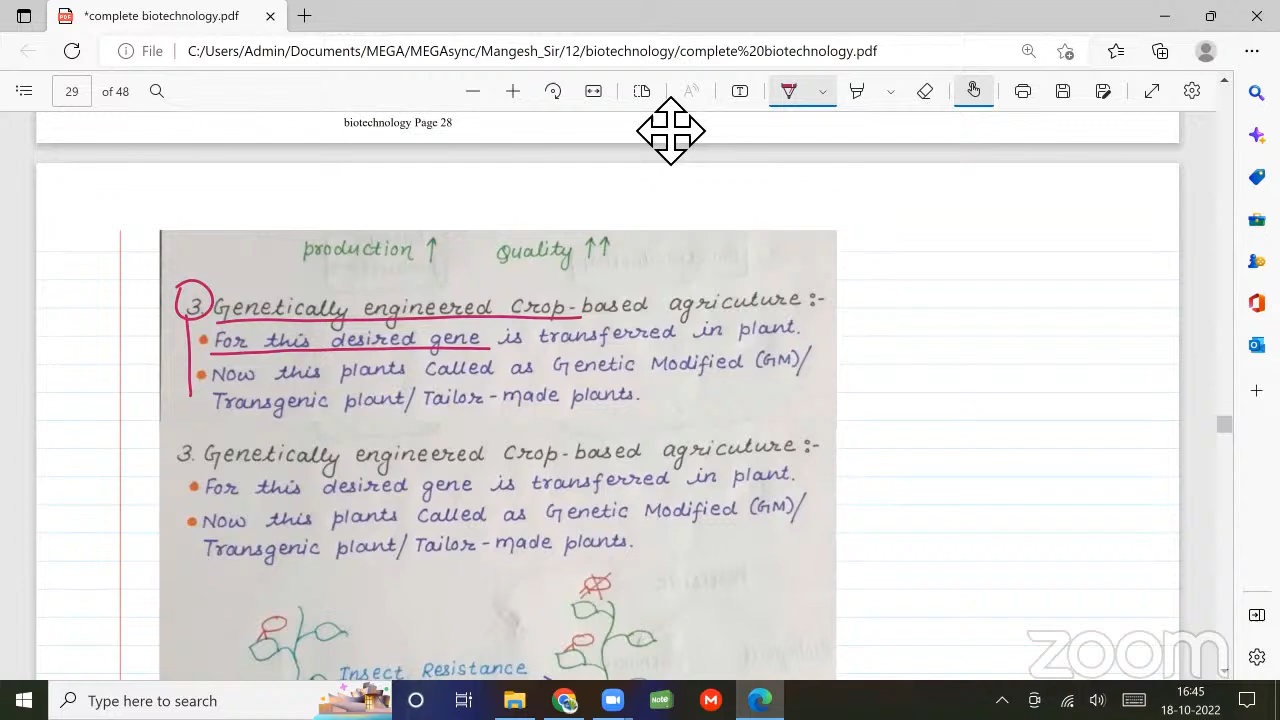 *complete biotechnology.pdf
File
C:/Users/Admin/Documents/MEGA/MEGAsync/Mangesh_Sir/12/biotechnology/complete%20biotechnology.pdf
29 of 48
biotechnology Page 28
production ↑ Quality ↑↑
3. Genetically engineered Crop-based agricuture :-
• For this desired gene is transferred in plant.
• Now this plants Called as Genetic Modified (GM)/
Transgenic plant/ Tailor-made plants.
3. Genetically engineered Crop-based agricuture :-
• For this desired gene is transferred in plant.
• Now this plants Called as Genetic Modified (GM)/
Transgenic plant/ Tailor-made plants.
Insect Resistance
zoom
Type here to search
note
16:45
18-10-2022